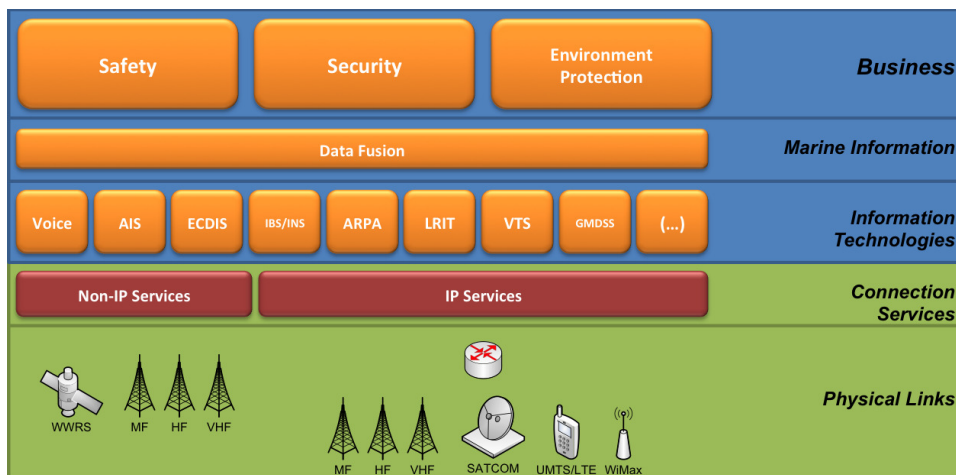 Safety
Security
Environment
Protection
Business
Data Fusion
Marine Information
Voice
AIS
ECDIS
IBS/INS
ARPA
LRIT
VTS
GMDSS
(...)
Information
Technologies
Non-IP Services
IP Services
Connection
Services
Physical Links
WWRS
MF
HF
VHF
MF
HF
VHF
SATCOM
UMTS/LTE
WiMax